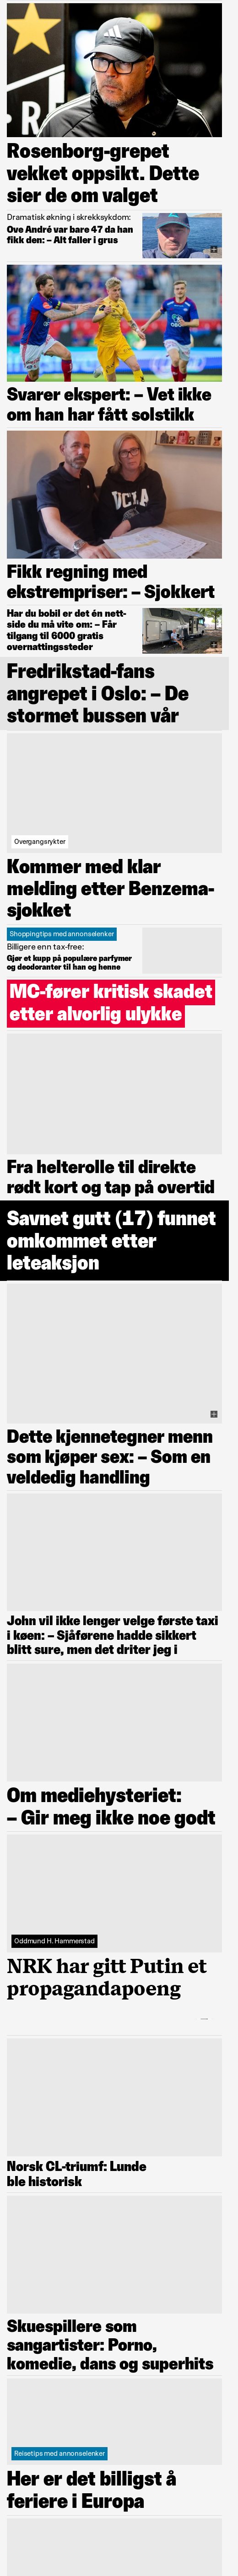 Rosenborg-grepet
vekket oppsikt. Dette
sier de om valget
Dramatisk økning i skrekksykdom:
Ove André var bare 47 da han
fikk den: – Alt faller i grus
Svarer ekspert: – Vet ikke
om han har fått solstikk
UCLA
Fikk regning med
ekstrempriser: – Sjokkert
Har du bobil er det én nett-
side du må vite om: – Får
tilgang til 6000 gratis
overnattingssteder
Fredrikstad-fans
angrepet i Oslo: – De
stormet bussen vår
Overgangsrykter
Kommer med klar
melding etter Benzema-
sjokket
Shoppingtips med annonselenker
Billigere enn tax-free:
Gjør et kupp på populære parfymer
og deodoranter til han og henne
MC-fører kritisk skadet
etter alvorlig ulykke
Fra helterolle til direkte
rødt kort og tap på overtid
Savnet gutt (17) funnet
omkommet etter
leteaksjon
Dette kjennetegner menn
som kjøper sex: – Som en
veldedig handling
John vil ikke lenger velge første taxi
i køen: – Sjåførene hadde sikkert
blitt sure, men det driter jeg i
Om mediehysteriet:
– Gir meg ikke noe godt
Oddmund H. Hammerstad
NRK har gitt Putin et
propagandapoeng
Norsk CL-triumf: Lunde
ble historisk
Skuespillere som
sangartister: Porno,
komedie, dans og superhits
Reisetips med annonselenker
Her er det billigst å
feriere i Europa